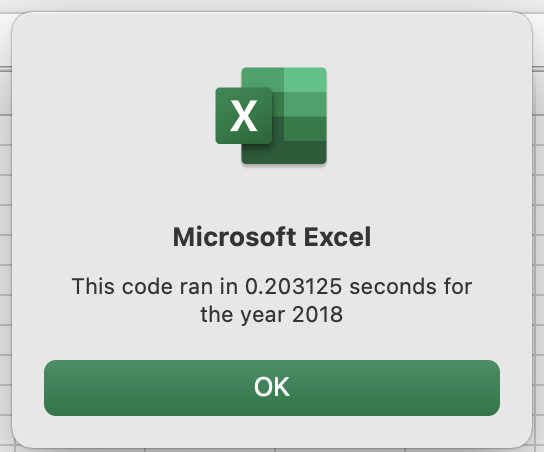 X
Microsoft Excel
This code ran in 0.203125 seconds for
the year 2018
OK